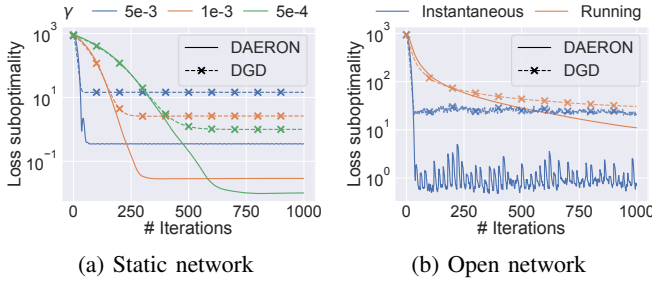 γ 5e-3 1e-3 5e-4
10³
10¹
10⁻¹
Loss suboptimality
DAERON
DGD
0 250 500 750 1000
# Iterations
(a) Static network
Instantaneous Running
10³
10²
10¹
10⁰
Loss suboptimality
DAERON
DGD
0 250 500 750 1000
# Iterations
(b) Open network